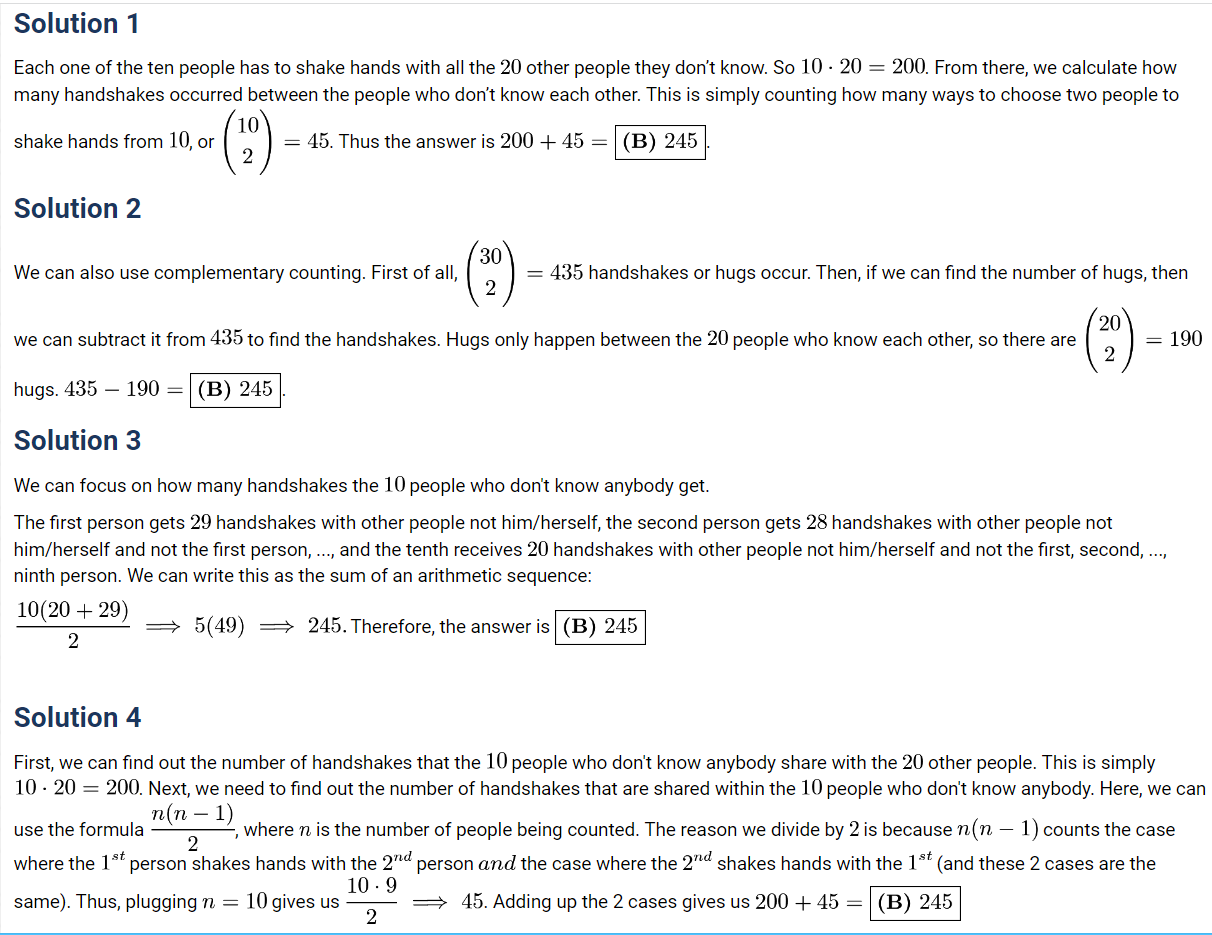 Solution 1
Each one of the ten people has to shake hands with all the 20 other people they don't know. So 10 · 20 = 200. From there, we calculate how
many handshakes occurred between the people who don't know each other. This is simply counting how many ways to choose two people to
shake hands from 10, or \binom{10}{2} = 45. Thus the answer is 200 + 45 = (B) 245.
Solution 2
We can also use complementary counting. First of all, \binom{30}{2} = 435 handshakes or hugs occur. Then, if we can find the number of hugs, then
we can subtract it from 435 to find the handshakes. Hugs only happen between the 20 people who know each other, so there are \binom{20}{2} = 190
hugs. 435 − 190 = (B) 245.
Solution 3
We can focus on how many handshakes the 10 people who don't know anybody get.
The first person gets 29 handshakes with other people not him/herself, the second person gets 28 handshakes with other people not
him/herself and not the first person, ..., and the tenth receives 20 handshakes with other people not him/herself and not the first, second, ...,
ninth person. We can write this as the sum of an arithmetic sequence:
\frac{10(20 + 29)}{2} ⟹ 5(49) ⟹ 245. Therefore, the answer is (B) 245
Solution 4
First, we can find out the number of handshakes that the 10 people who don't know anybody share with the 20 other people. This is simply
10 · 20 = 200. Next, we need to find out the number of handshakes that are shared within the 10 people who don't know anybody. Here, we can
use the formula \frac{n(n − 1)}{2}, where n is the number of people being counted. The reason we divide by 2 is because n(n − 1) counts the case
where the 1^{st} person shakes hands with the 2^{nd} person and the case where the 2^{nd} shakes hands with the 1^{st} (and these 2 cases are the
same). Thus, plugging n = 10 gives us \frac{10 · 9}{2} ⟹ 45. Adding up the 2 cases gives us 200 + 45 = (B) 245